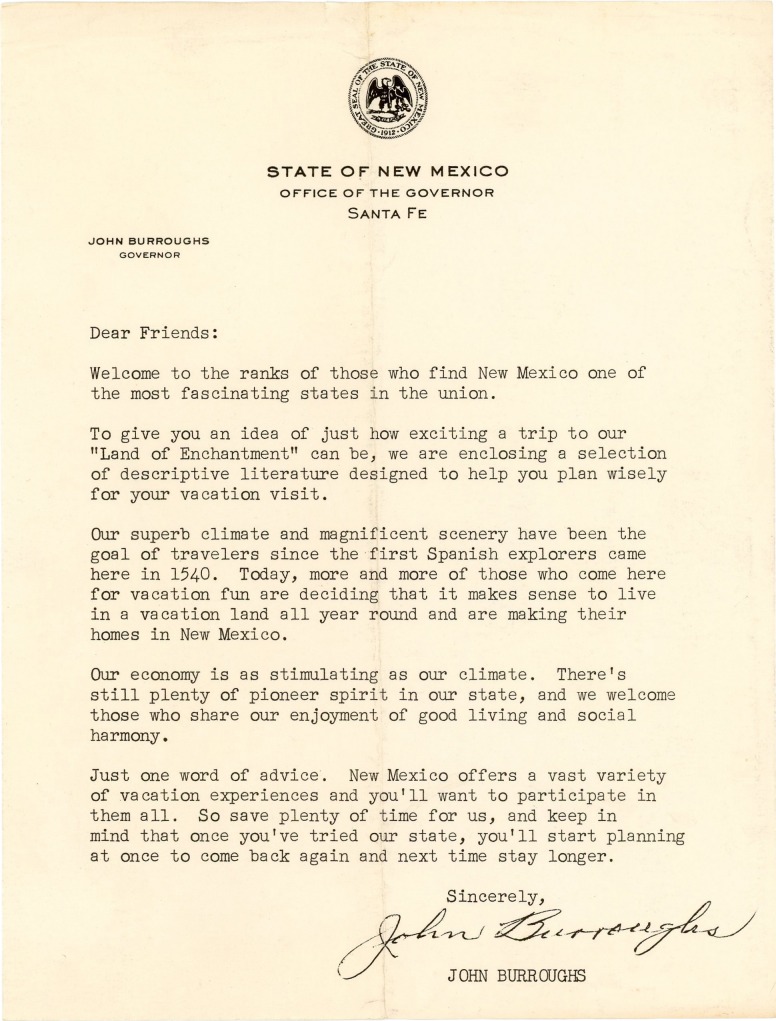 GREAT SEAL OF THE STATE OF NEW MEXICO
·1912·
STATE OF NEW MEXICO
OFFICE OF THE GOVERNOR
SANTA FE
JOHN BURROUGHS
GOVERNOR
Dear Friends:
Welcome to the ranks of those who find New Mexico one of
the most fascinating states in the union.
To give you an idea of just how exciting a trip to our
"Land of Enchantment" can be, we are enclosing a selection
of descriptive literature designed to help you plan wisely
for your vacation visit.
Our superb climate and magnificent scenery have been the
goal of travelers since the first Spanish explorers came
here in 1540.  Today, more and more of those who come here
for vacation fun are deciding that it makes sense to live
in a vacation land all year round and are making their
homes in New Mexico.
Our economy is as stimulating as our climate.  There's
still plenty of pioneer spirit in our state, and we welcome
those who share our enjoyment of good living and social
harmony.
Just one word of advice.  New Mexico offers a vast variety
of vacation experiences and you'll want to participate in
them all.  So save plenty of time for us, and keep in
mind that once you've tried our state, you'll start planning
at once to come back again and next time stay longer.
Sincerely,
John Burroughs
JOHN BURROUGHS